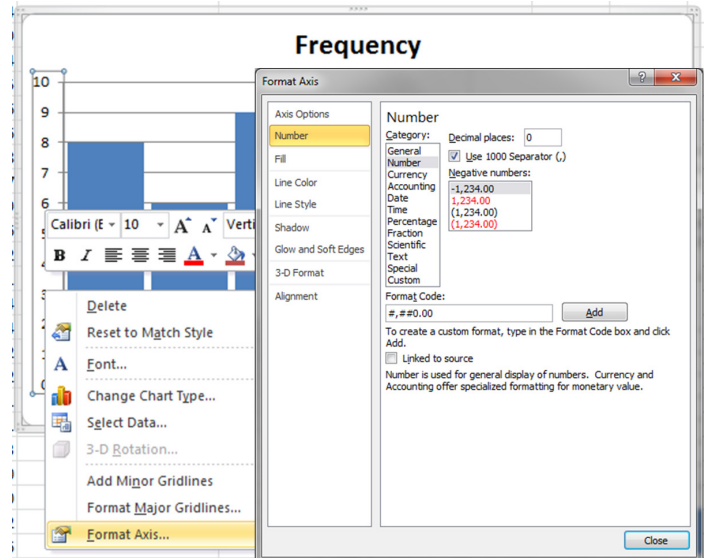 Frequency
10
9
8
7
6
3
Calibri (E 10 A A Verti
B I A
Delete
Reset to Match Style
A Font...
Change Chart Type...
Select Data...
3-D Rotation...
Add Minor Gridlines
Format Major Gridlines...
Format Axis...
Format Axis
Axis Options
Number
Fill
Line Color
Line Style
Shadow
Glow and Soft Edges
3-D Format
Alignment
Number
Category:
General
Number
Currency
Accounting
Date
Time
Percentage
Fraction
Scientific
Text
Special
Custom
Decimal places: 0
Use 1000 Separator (,)
Negative numbers:
-1,234.00
1,234.00
(1,234.00)
(1,234.00)
Format Code:
#,##0.00 Add
To create a custom format, type in the Format Code box and click
Add.
Linked to source
Number is used for general display of numbers. Currency and
Accounting offer specialized formatting for monetary value.
Close